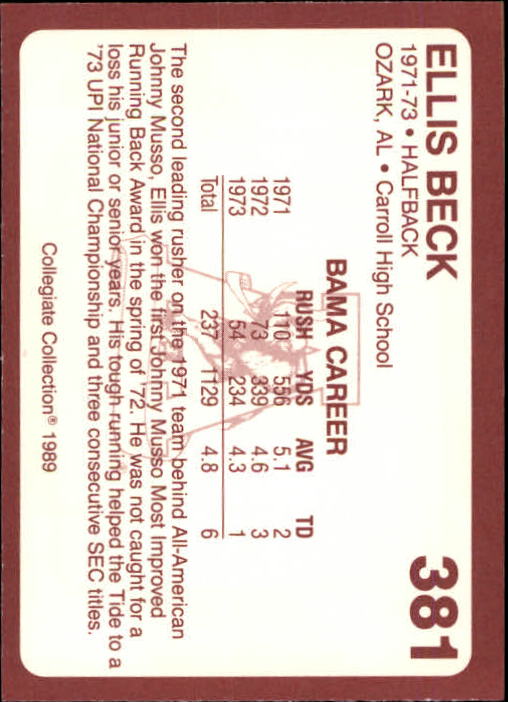 ELLIS BECK
381
1971-73 • HALFBACK
OZARK, AL • Carroll High School
BAMA CAREER
RUSH YDS AVG TD
1971 110 556 5.1 2
1972 73 339 4.6 3
1973 54 234 4.3 1
Total 237 1129 4.8 6
The second leading rusher on the 1971 team behind All-American
Johnny Musso, Ellis won the first Johnny Musso Most Improved
Running Back Award in the spring of '72. He was not caught for a
loss his junior or senior years. His tough running helped the Tide to a
'73 UPI National Championship and three consecutive SEC titles.
Collegiate Collection® 1989